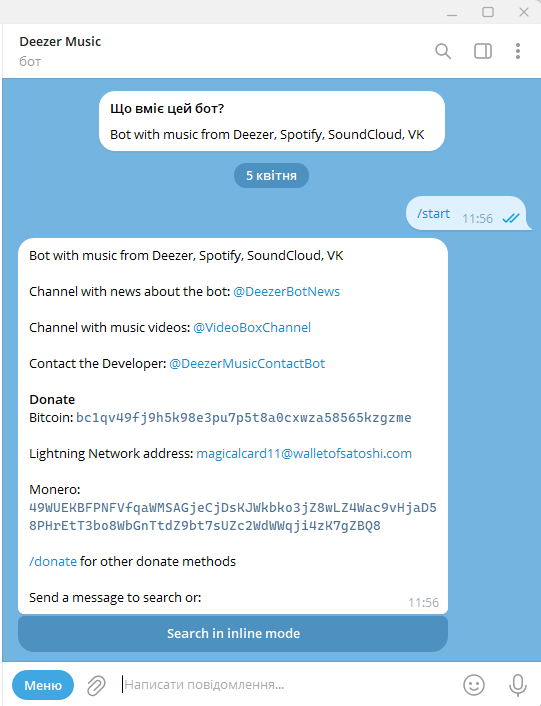 Deezer Music
бот
Що вміє цей бот?
Bot with music from Deezer, Spotify, SoundCloud, VK
5 квітня
/start 11:56
Bot with music from Deezer, Spotify, SoundCloud, VK
Channel with news about the bot: @DeezerBotNews
Channel with music videos: @VideoBoxChannel
Contact the Developer: @DeezerMusicContactBot
Donate
Bitcoin: bc1qv49fj9h5k98e3pu7p5t8a0cxwza58565kzgzme
Lightning Network address: magicalcard11@walletofsatoshi.com
Monero:
49WUEKBFPNFVfqaWMSAGjeCjDsKJWkbko3jZ8wLZ4Wac9vHjaD5
8PHrEtT3bo8WbGnTtdZ9bt7sUZc2WdWWqji4zK7gZBQ8
/donate for other donate methods
Send a message to search or:
11:56
Search in inline mode
Меню
Написати повідомлення...